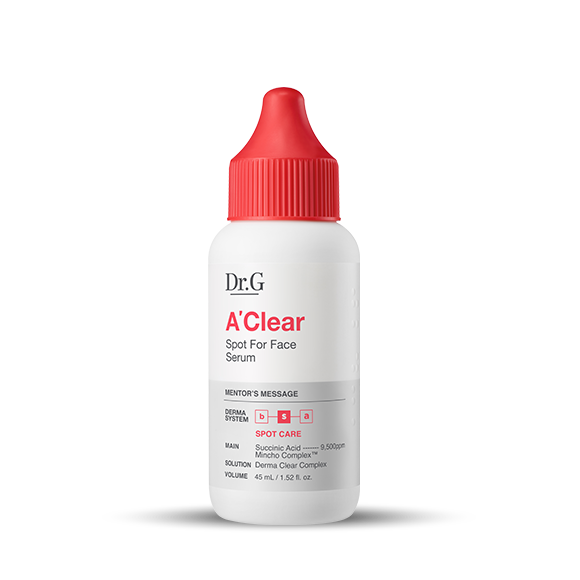 Dr.G
A'Clear
Spot For Face
Serum
MENTOR'S MESSAGE
DERMA SYSTEM b s a
SPOT CARE
MAIN Succinic Acid ------- 9,500ppm
Mincho Complex™
SOLUTION Derma Clear Complex
VOLUME 45 mL / 1.52 fl. oz.